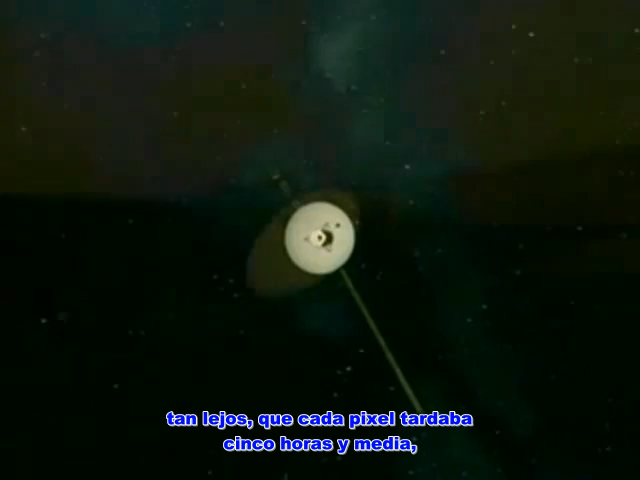 tan lejos, que cada pixel tardaba
cinco horas y media,